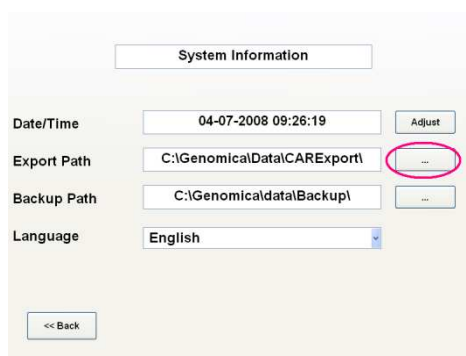 System Information
Date/Time 04-07-2008 09:26:19 Adjust
Export Path C:\Genomica\Data\CARExport\ ...
Backup Path C:\Genomica\data\Backup\ ...
Language English
<< Back